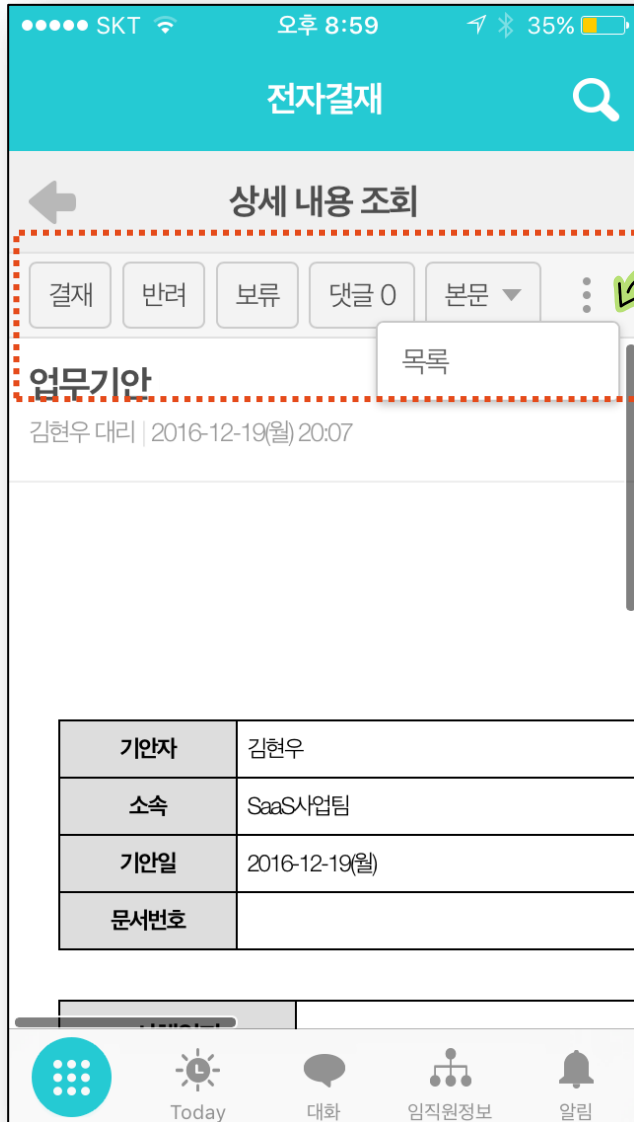 ●●●●● SKT 오후 8:59 35%
전자결재
상세 내용 조회
결재 반려 보류 댓글 0 본문 ▼
목록
업무기안
김현우 대리 | 2016-12-19(월) 20:07
기안자 김현우
소속 SaaS사업팀
기안일 2016-12-19(월)
문서번호
Today 대화 임직원정보 알림